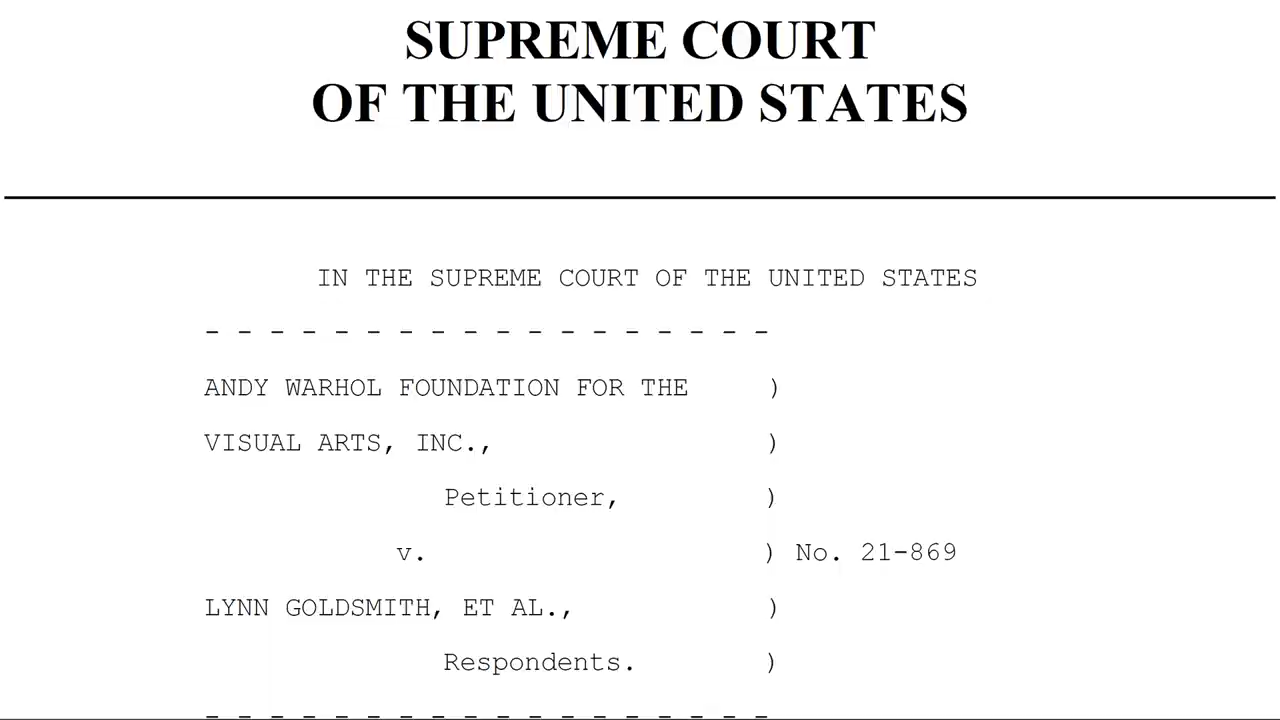 SUPREME COURT
OF THE UNITED STATES
IN THE SUPREME COURT OF THE UNITED STATES
- - - - - - - - - - - - - - - - - -
ANDY WARHOL FOUNDATION FOR THE )
VISUAL ARTS, INC., )
Petitioner, )
v. ) No. 21-869
LYNN GOLDSMITH, ET AL., )
Respondents. )
- - - - - - - - - - - - - - - - - -